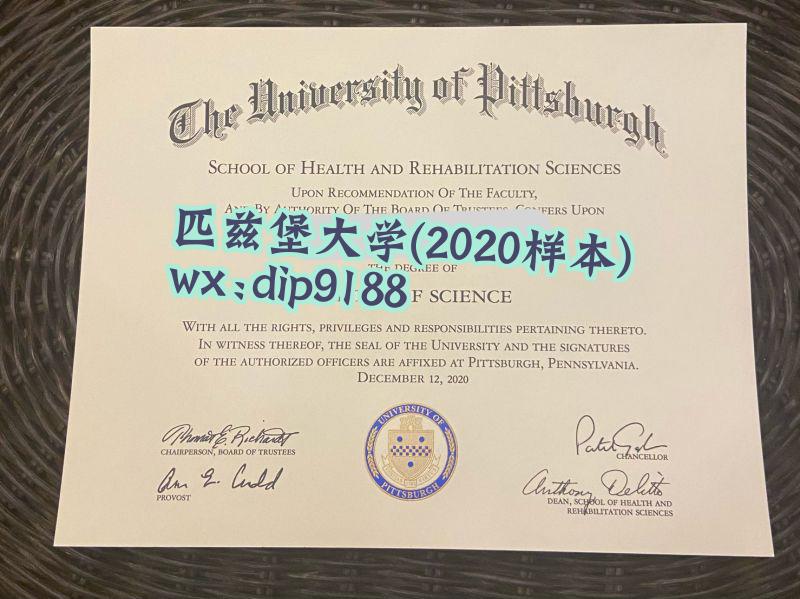 The University of Pittsburgh
SCHOOL OF HEALTH AND REHABILITATION SCIENCES
UPON RECOMMENDATION OF THE FACULTY,
AND BY AUTHORITY OF THE BOARD OF TRUSTEES, CONFERS UPON
匹兹堡大学(2020样本)
THE DEGREE OF
wx:dip9188
OF SCIENCE
WITH ALL THE RIGHTS, PRIVILEGES AND RESPONSIBILITIES PERTAINING THERETO.
IN WITNESS THEREOF, THE SEAL OF THE UNIVERSITY AND THE SIGNATURES
OF THE AUTHORIZED OFFICERS ARE AFFIXED AT PITTSBURGH, PENNSYLVANIA.
DECEMBER 12, 2020
CHAIRPERSON, BOARD OF TRUSTEES
PROVOST
UNIVERSITY OF
PITTSBURGH
CHANCELLOR
Anthony Delitto
DEAN, SCHOOL OF HEALTH AND
REHABILITATION SCIENCES